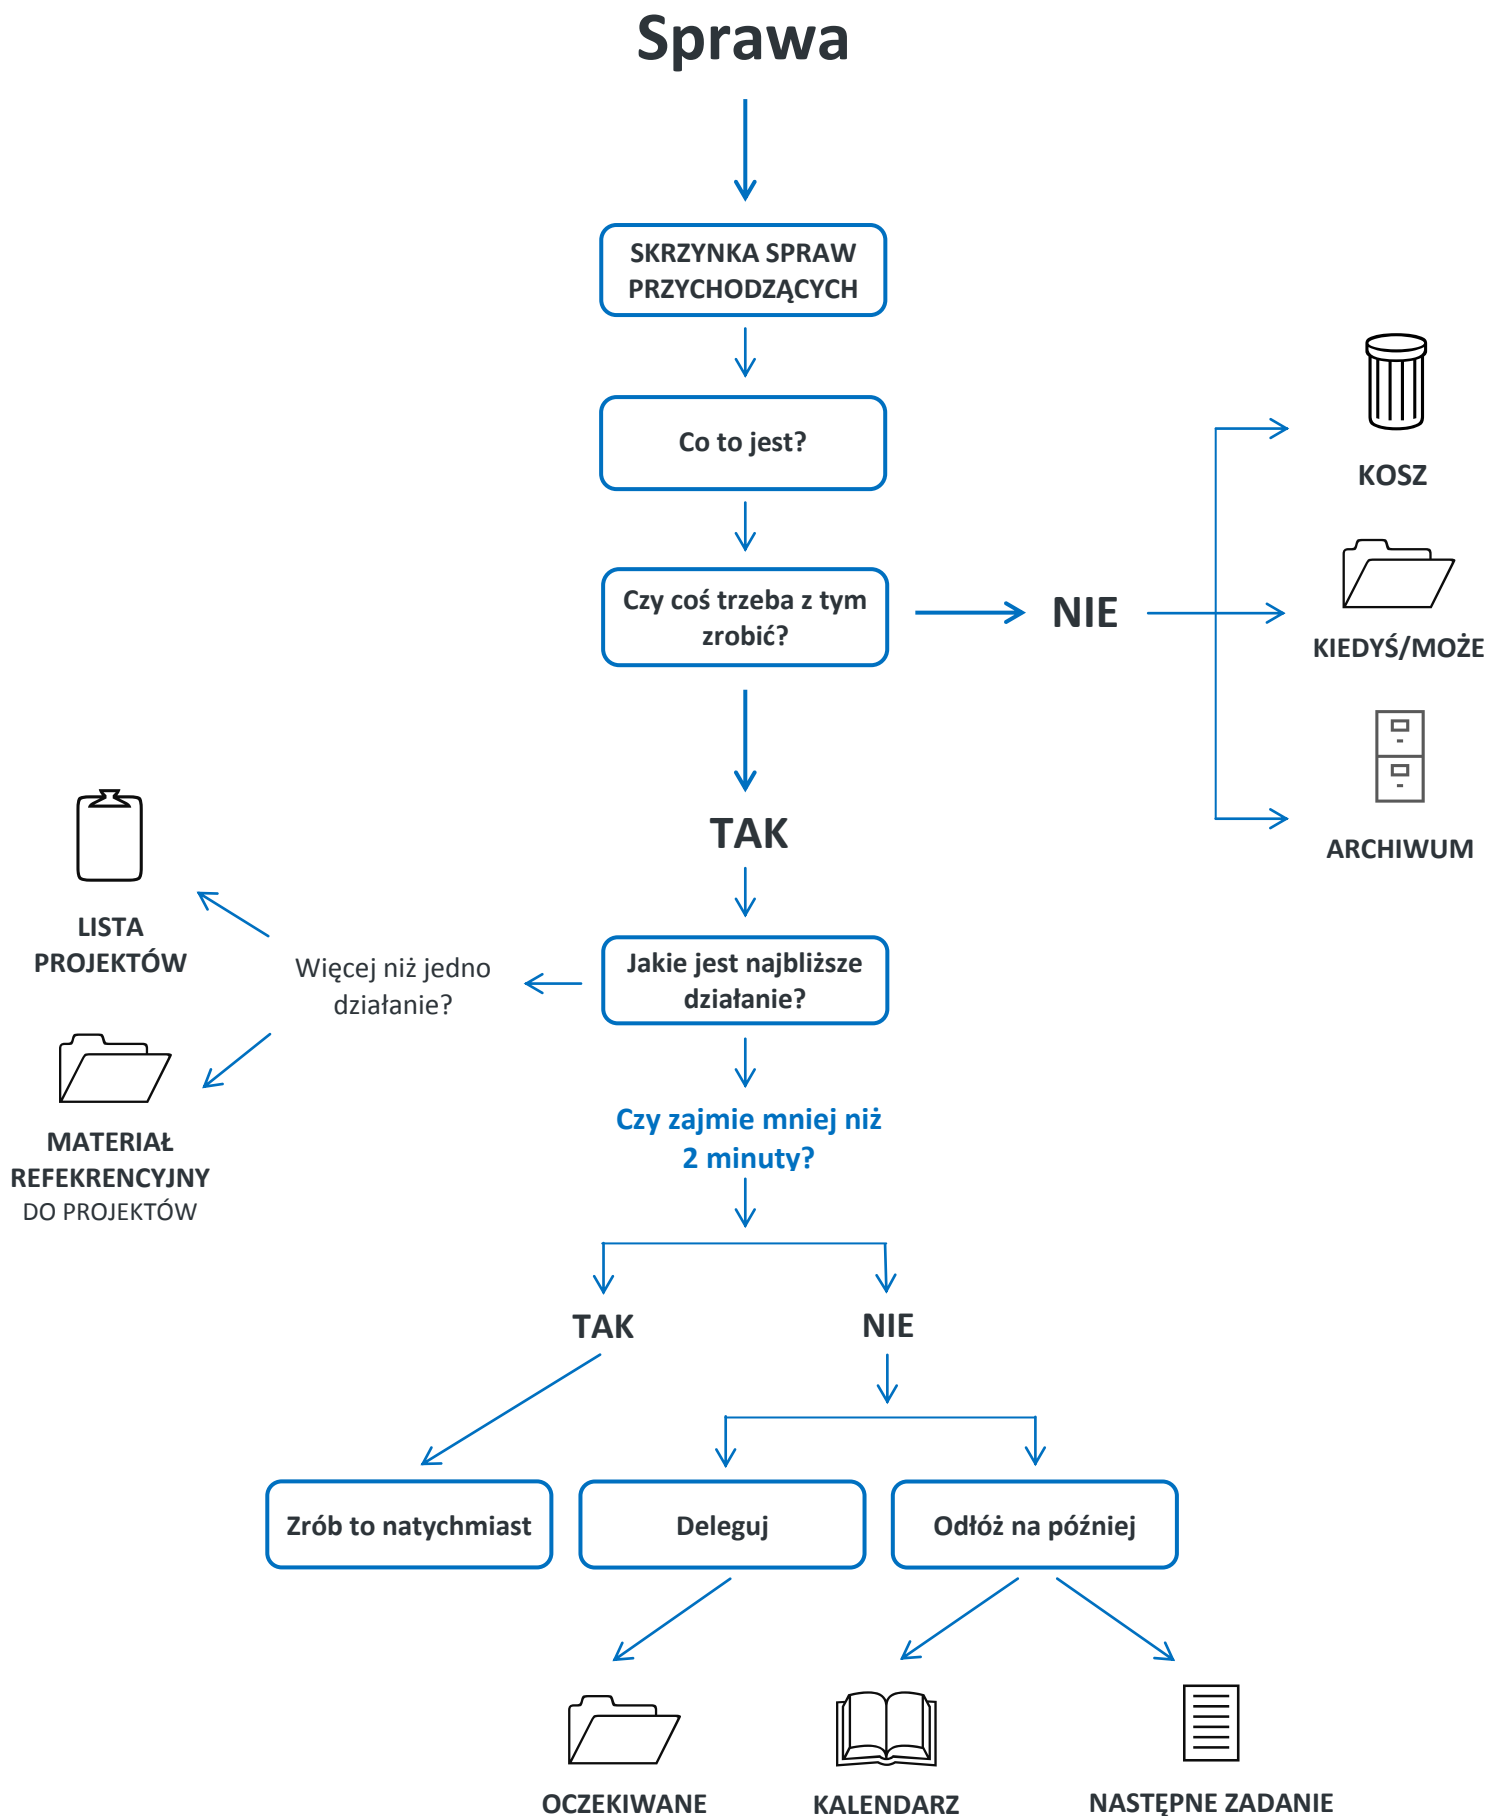 Sprawa
SKRZYNKA SPRAW
PRZYCHODZĄCYCH
Co to jest?
KOSZ
Czy coś trzeba z tym
zrobić?
NIE
KIEDYŚ/MOŻE
TAK
ARCHIWUM
LISTA
PROJEKTÓW
Więcej niż jedno
działanie?
Jakie jest najbliższe
działanie?
MATERIAŁ
REFEKRENCYJNY
DO PROJEKTÓW
Czy zajmie mniej niż
2 minuty?
TAK
NIE
Zrób to natychmiast
Deleguj
Odłóż na później
OCZEKIWANE
KALENDARZ
NASTĘPNE ZADANIE